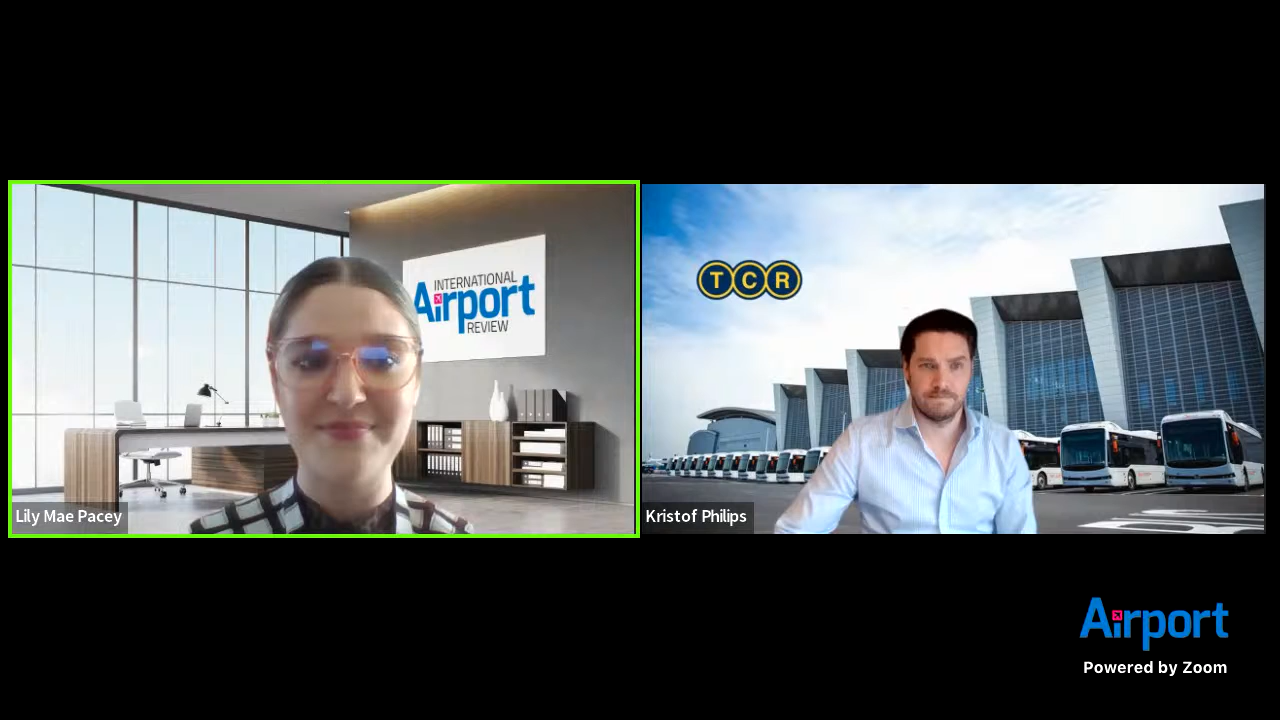 INTERNATIONAL
Airport
REVIEW
TCR
Lily Mae Pacey
Kristof Philips
Airport
Powered by Zoom